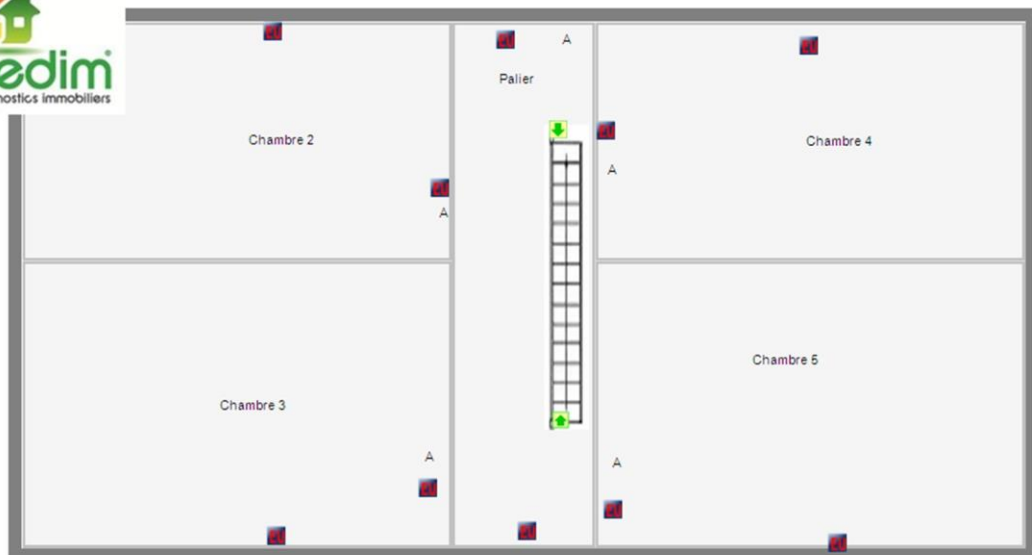 edim
nostics immobiliers
A
Palier
Chambre 2
Chambre 4
A
A
Chambre 5
Chambre 3
A
A